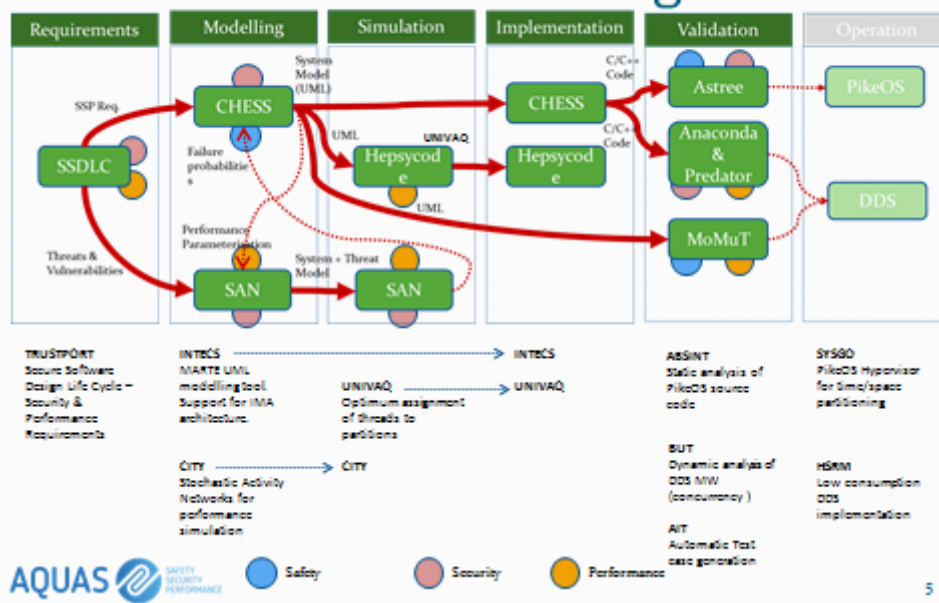 Requirements
Modelling
Simulation
Implementation
Validation
Operation
SSP Req.
SSDLC
Threats &
Vulnerabilities
System
Model
(UML)
CHESS
Failure
probabilitie
s
Performance
Parameterisation
SAN
UML
UNIVAQ
Hepsycod
e
UML
System + Threat
Model
SAN
CHESS
Hepsycod
e
C/C++
Code
C/C++
Code
Astree
Anaconda
&
Predator
MoMuT
PikeOS
DDS
TRUSTPORT
Secure Software
Design Life Cycle –
Security &
Performance
Requirements
INTECS
MARTE UML
modelling tool.
Support for IMA
architecture.
CITY
Stochastic Activity
Networks for
performance
simulation
UNIVAQ
Optimum assignment
of threads to
partitions
CITY
INTECS
UNIVAQ
ABSINT
Static analysis of
PikeOS source
code
BUT
Dynamic analysis of
DDS MW
(concurrency )
AIT
Automatic Test
case generation
SYSGO
PikeOS Hypervisor
for time/space
partitioning
HSRM
Low consumption
DDS
implementation
AQUAS
SAFETY
SECURITY
PERFORMANCE
Safety
Security
Performance
5